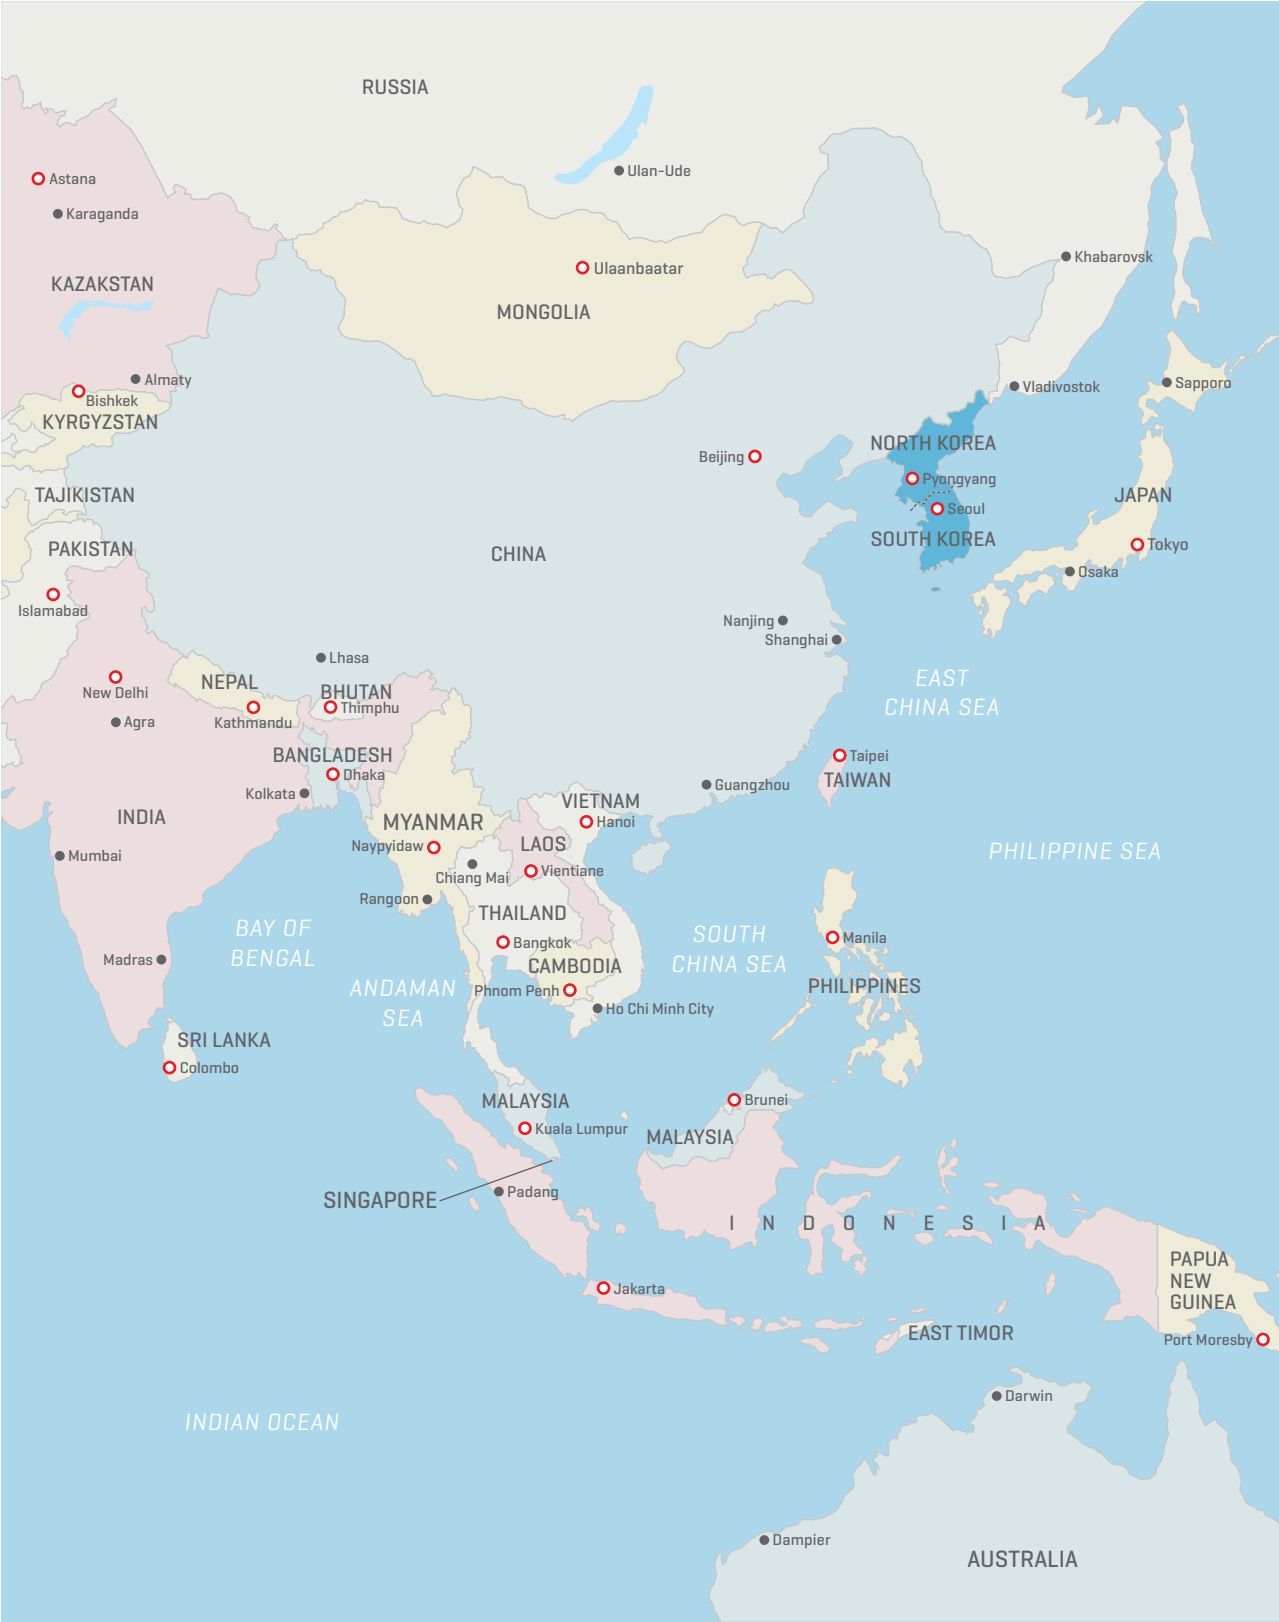 RUSSIA
Ulan-Ude
Astana
Karaganda
Khabarovsk
Ulaanbaatar
KAZAKSTAN
MONGOLIA
Almaty
Bishkek
KYRGYZSTAN
Vladivostok
Sapporo
NORTH KOREA
Beijing
Pyongyang
TAJIKISTAN
JAPAN
Seoul
SOUTH KOREA
Tokyo
PAKISTAN
CHINA
Osaka
Islamabad
Nanjing
Shanghai
Lhasa
EAST
CHINA SEA
NEPAL
BHUTAN
New Delhi
Thimphu
Agra
Kathmandu
BANGLADESH
Taipei
Dhaka
TAIWAN
Guangzhou
Kolkata
VIETNAM
INDIA
MYANMAR
Hanoi
Naypyidaw
LAOS
PHILIPPINE SEA
Mumbai
Vientiane
Chiang Mai
Rangoon
THAILAND
BAY OF
BENGAL
SOUTH
CHINA SEA
Manila
Bangkok
Madras
CAMBODIA
ANDAMAN
SEA
Phnom Penh
PHILIPPINES
Ho Chi Minh City
SRI LANKA
Colombo
MALAYSIA
Brunei
Kuala Lumpur
MALAYSIA
SINGAPORE
Padang
INDONESIA
PAPUA
NEW
GUINEA
Jakarta
EAST TIMOR
Port Moresby
Darwin
INDIAN OCEAN
Dampier
AUSTRALIA